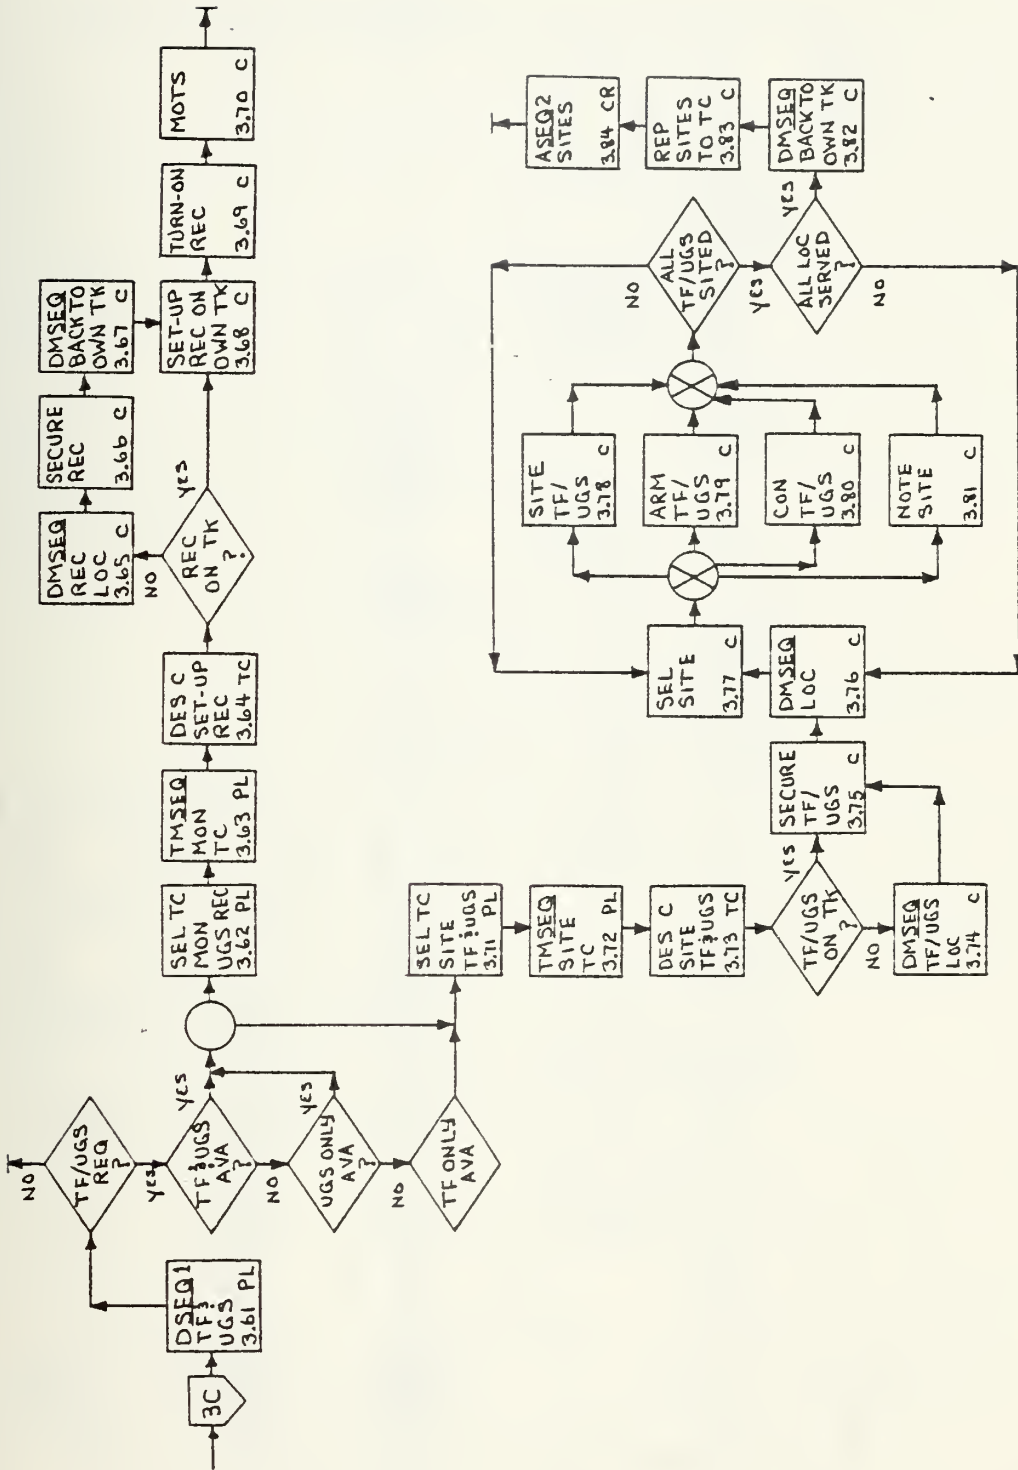 3C
DSEQ1
TF &
UGS
3.61 PL
TF/UGS
REQ
?
NO
YES
TF & UGS
AVA
?
YES
NO
UGS ONLY
AVA
?
YES
NO
TF ONLY
AVA
SEL TC
MON
UGS REC
3.62 PL
TMSEQ
MON
TC
3.63 PL
DES C
SET-UP
REC
3.64 TC
REC
ON TK
?
NO
YES
DMSEQ
REC
LOC
3.65 C
SECURE
REC
3.66 C
DMSEQ
BACK TO
OWN TK
3.67 C
SET-UP
REC ON
OWN TK
3.68 C
TURN-ON
REC
3.69 C
MOTS
3.70 C
SEL TC
SITE
TF & UGS
3.71 PL
TMSEQ
SITE
TC
3.72 PL
DES C
SITE
TF & UGS
3.73 TC
TF/UGS
ON TK
?
YES
NO
DMSEQ
TF/UGS
LOC
3.74 C
SECURE
TF/
UGS
3.75 C
DMSEQ
LOC
3.76 C
SEL
SITE
3.77 C
SITE
TF/
UGS
3.78 C
ARM
TF/
UGS
3.79 C
CON
TF/
UGS
3.80 C
NOTE
SITE
3.81 C
ALL
TF/UGS
SITED
?
NO
YES
ALL LOC
SERVED
?
YES
NO
DMSEQ
BACK TO
OWN TK
3.82 C
REP
SITES
TO TC
3.83 C
ASEQ2
SITES
3.84 CR